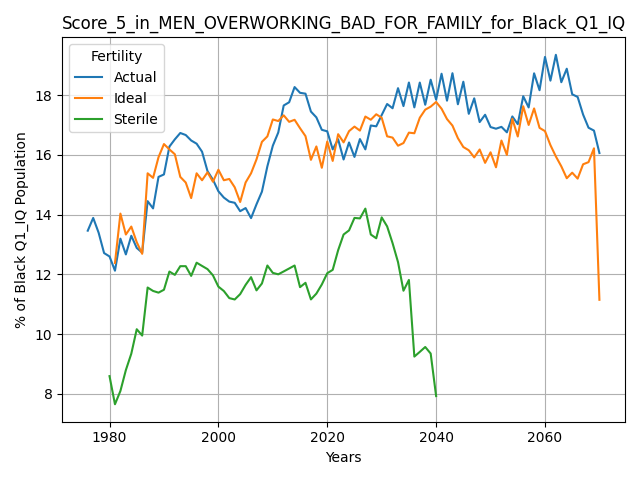 Score_5_in_MEN_OVERWORKING_BAD_FOR_FAMILY_for_Black_Q1_IQ
Fertility
Actual
Ideal
Sterile
% of Black Q1_IQ Population
18
16
14
12
10
8
1980
2000
2020
2040
2060
Years